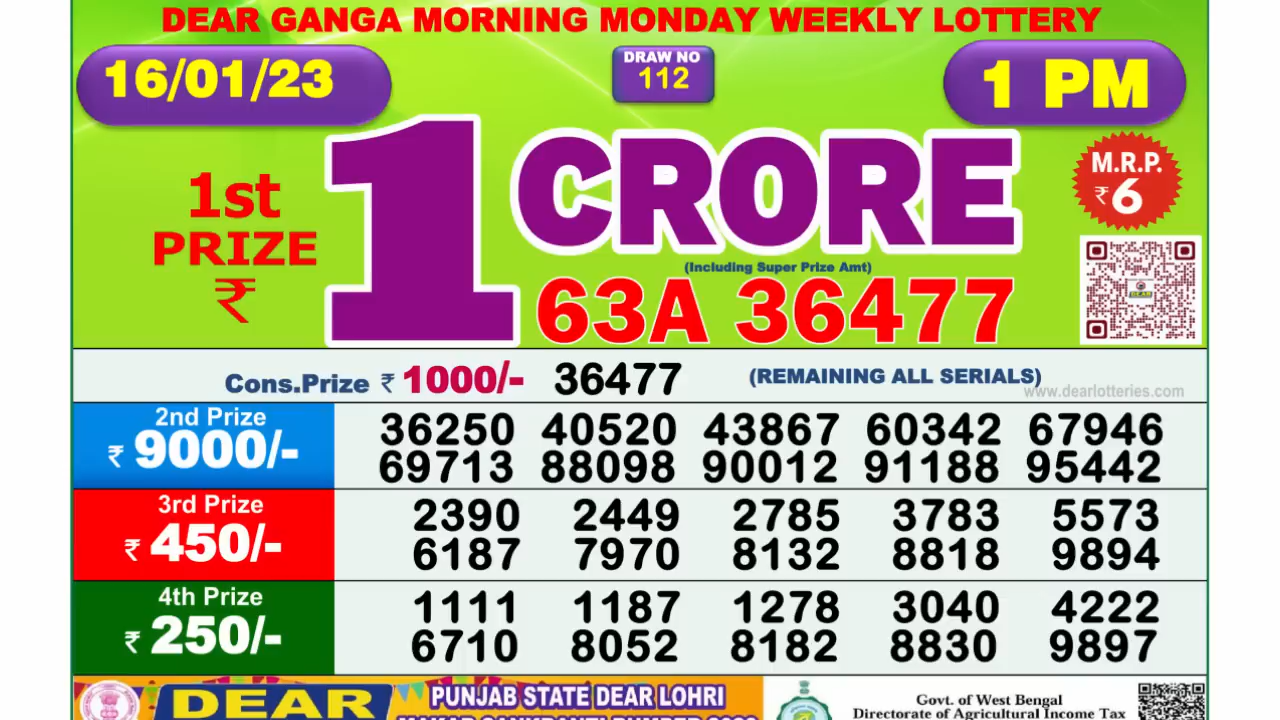 DEAR GANGA MORNING MONDAY WEEKLY LOTTERY
16/01/23
DRAW NO
112
1 PM
1st
PRIZE
₹
1 CRORE
(Including Super Prize Amt)
63A 36477
M.R.P.
₹6
DEAR
Cons.Prize ₹ 1000/- 36477 (REMAINING ALL SERIALS)
www.dearlotteries.com
2nd Prize
₹ 9000/-
36250 40520 43867 60342 67946
69713 88098 90012 91188 95442
3rd Prize
₹ 450/-
2390 2449 2785 3783 5573
6187 7970 8132 8818 9894
4th Prize
₹ 250/-
1111 1187 1278 3040 4222
6710 8052 8182 8830 9897
DEAR
PUNJAB STATE DEAR LOHRI
Govt. of West Bengal
Directorate of Agricultural Income Tax